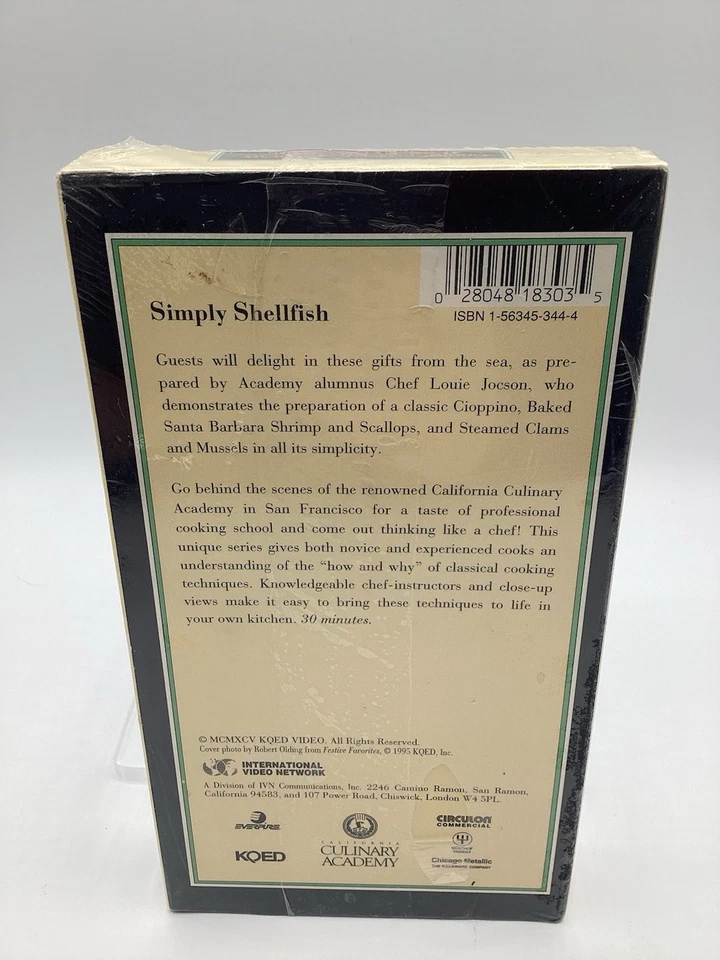 0 28048 18303 5
ISBN 1-56345-344-4
Simply Shellfish
Guests will delight in these gifts from the sea, as pre-
pared by Academy alumnus Chef Louie Jocson, who
demonstrates the preparation of a classic Cioppino, Baked
Santa Barbara Shrimp and Scallops, and Steamed Clams
and Mussels in all its simplicity.
Go behind the scenes of the renowned California Culinary
Academy in San Francisco for a taste of professional
cooking school and come out thinking like a chef! This
unique series gives both novice and experienced cooks an
understanding of the “how and why” of classical cooking
techniques. Knowledgeable chef-instructors and close-up
views make it easy to bring these techniques to life in
your own kitchen. 30 minutes.
© MCMXCV KQED VIDEO. All Rights Reserved.
Cover photo by Robert Olding from Festive Favorites, © 1995 KQED, Inc.
INTERNATIONAL
VIDEO NETWORK
A Division of IVN Communications, Inc. 2246 Camino Ramon, San Ramon,
California 94583, and 107 Power Road, Chiswick, London W4 5PL.
EVERPURE
KQED
CALIFORNIA
CULINARY
ACADEMY
CIRCULON
COMMERCIAL
Chicago Metallic